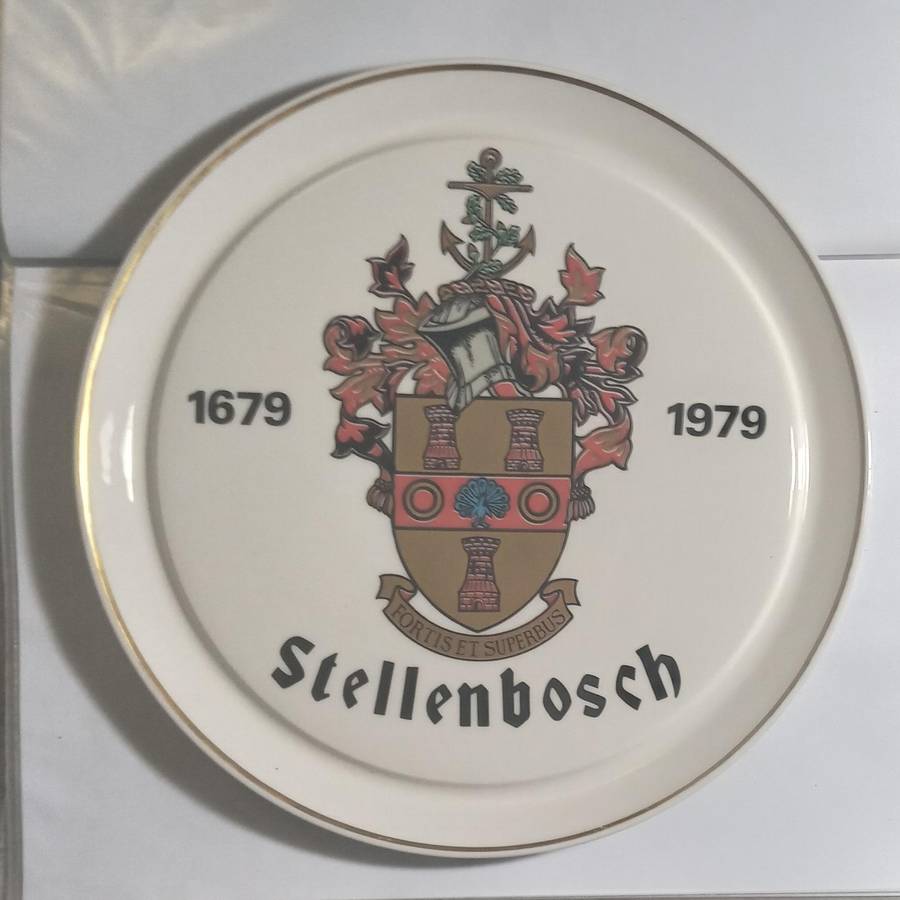 1679
1979
FORTIS ET SUPERBUS
Stellenbosch